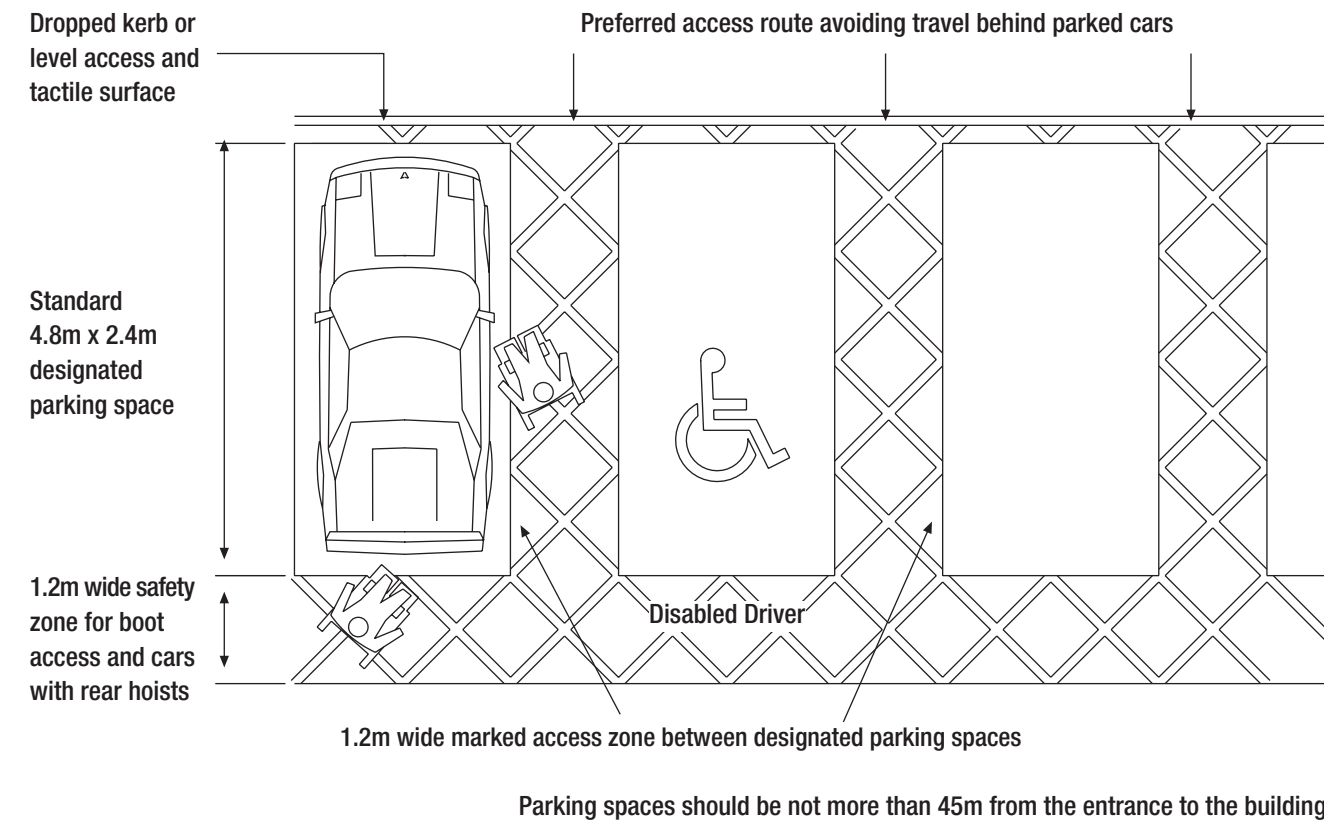 Dropped kerb or
level access and
tactile surface
Preferred access route avoiding travel behind parked cars
Standard
4.8m x 2.4m
designated
parking space
1.2m wide safety
zone for boot
access and cars
with rear hoists
Disabled Driver
1.2m wide marked access zone between designated parking spaces
Parking spaces should be not more than 45m from the entrance to the building